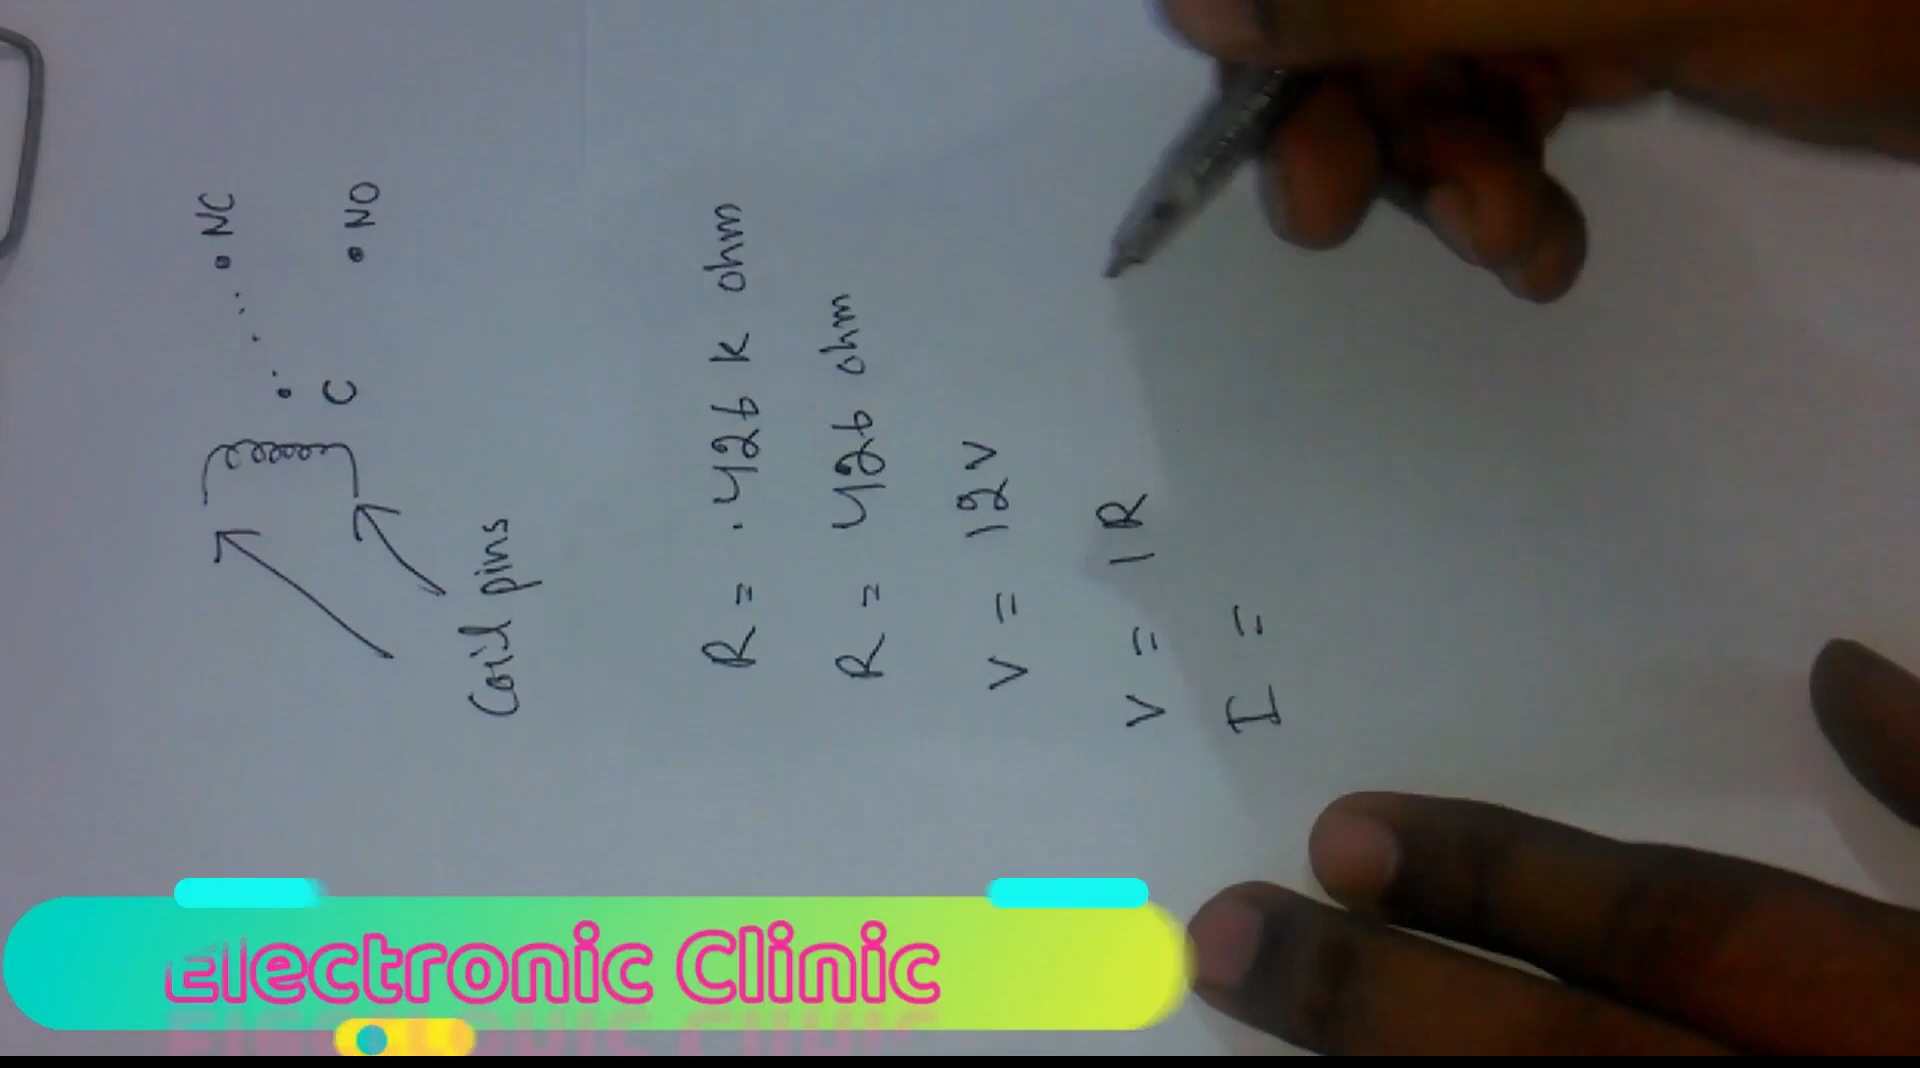 • NC
• NO
C
Coil pins
R = .426 K ohm
R = 426 ohm
V = 12V
V = IR
I =
Electronic Clinic